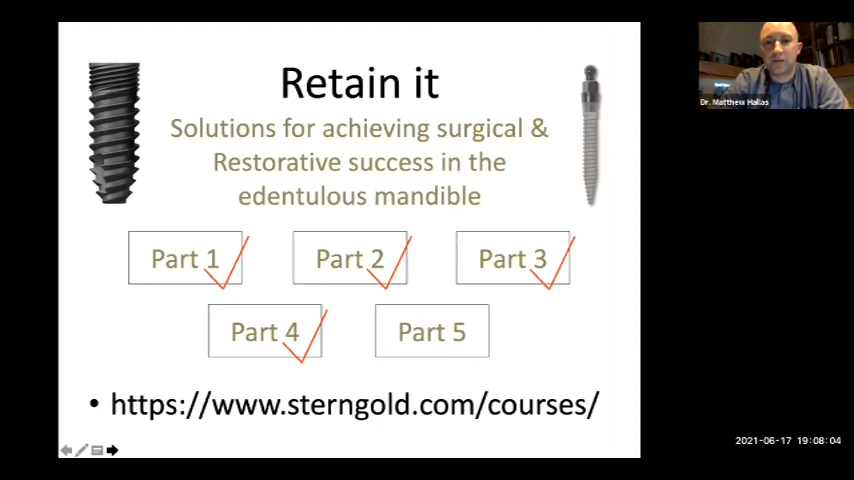 Retain it
Solutions for achieving surgical &
Restorative success in the
edentulous mandible
Part 1
Part 2
Part 3
Part 4
Part 5
• https://www.sterngold.com/courses/
Dr. Matthew Hallas
2021-06-17 19:08:04